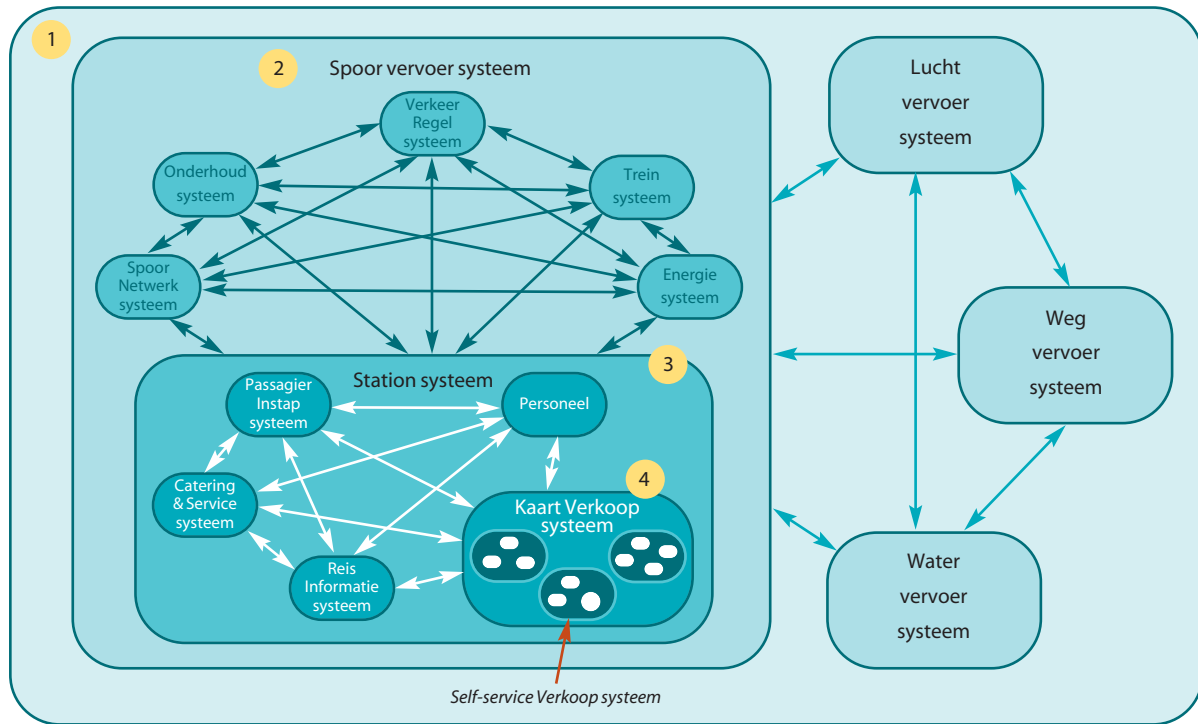 1
2
Spoor vervoer systeem
Verkeer
Regel
systeem
Onderhoud
systeem
Trein
systeem
Spoor
Netwerk
systeem
Energie
systeem
3
Station systeem
Passagier
Instap
systeem
Personeel
Catering
& Service
systeem
Reis
Informatie
systeem
4
Kaart Verkoop
systeem
Self-service Verkoop systeem
Lucht
vervoer
systeem
Weg
vervoer
systeem
Water
vervoer
systeem